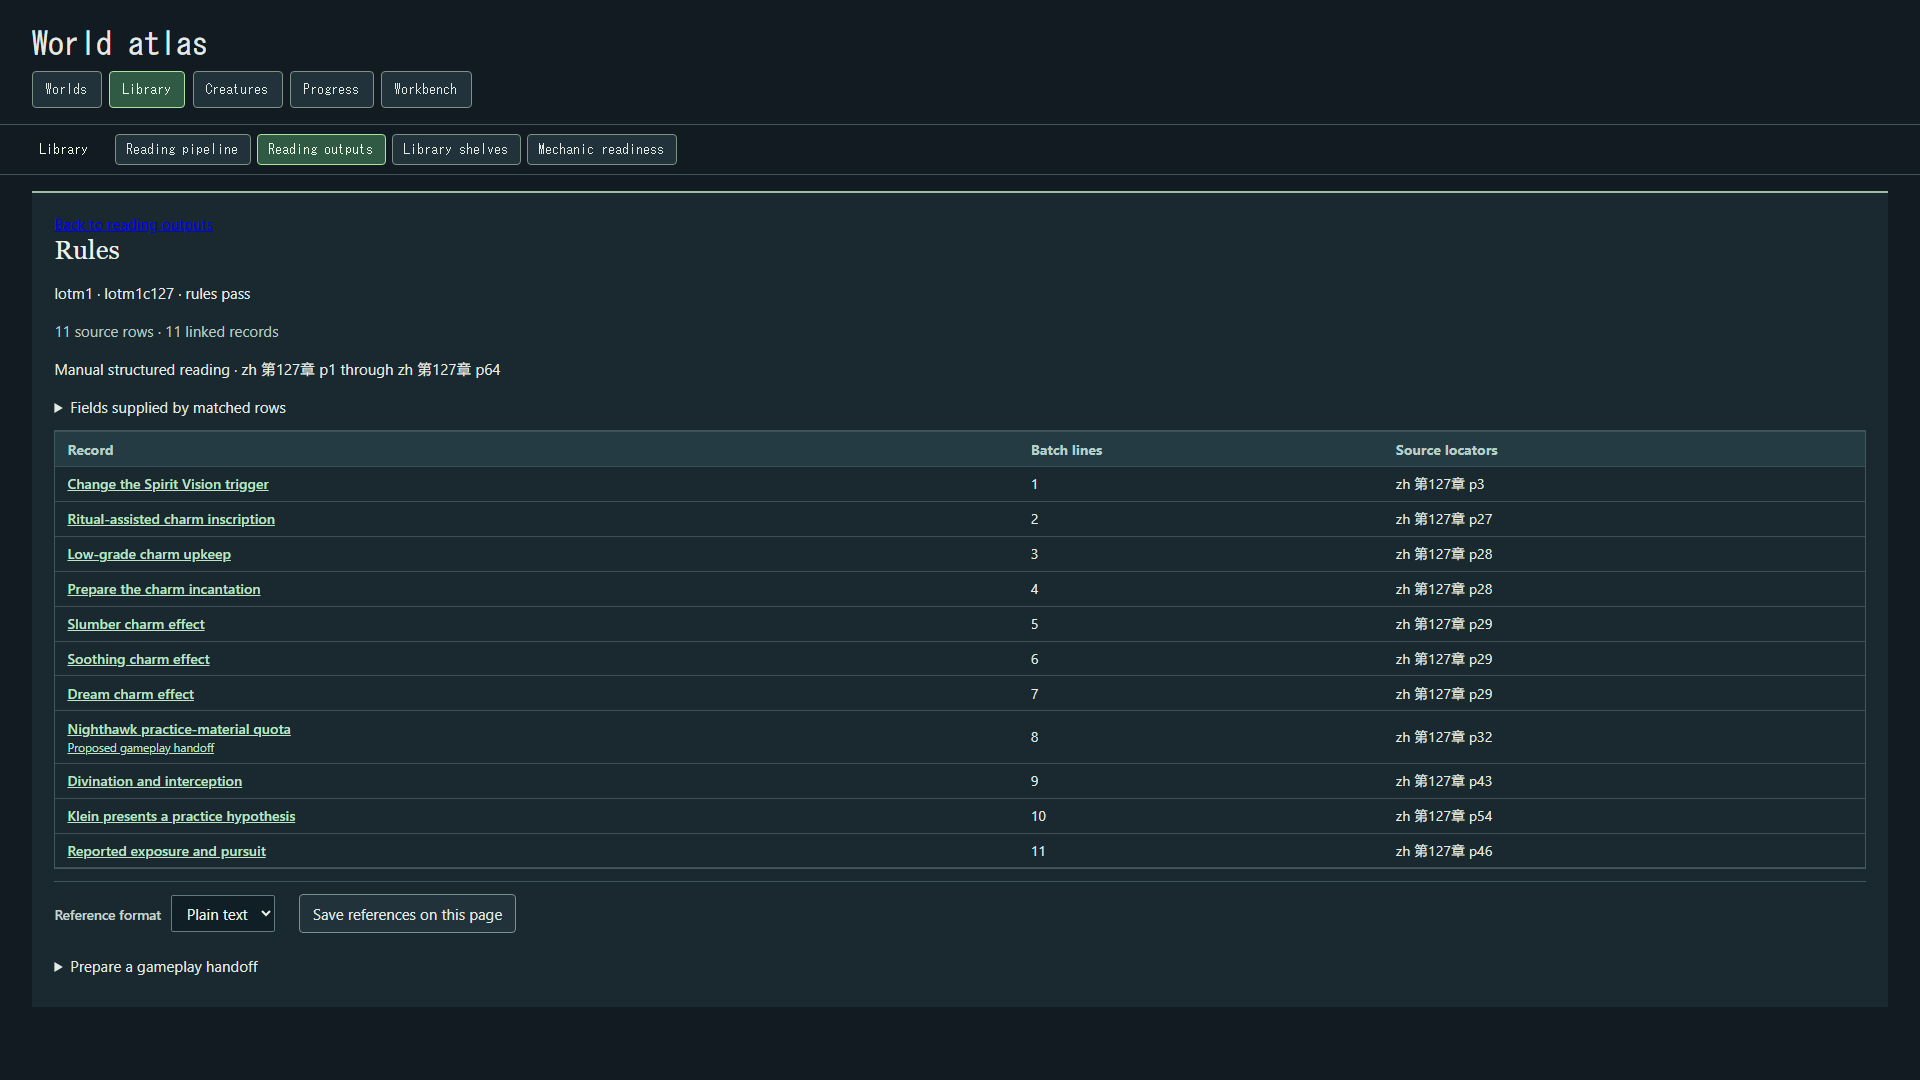 World atlas
Worlds Library Creatures Progress Workbench
Library Reading pipeline Reading outputs Library shelves Mechanic readiness
Back to reading outputs
Rules
lotm1 · lotm1c127 · rules pass
11 source rows · 11 linked records
Manual structured reading · zh 第127章 p1 through zh 第127章 p64
▶ Fields supplied by matched rows
Record Batch lines Source locators
Change the Spirit Vision trigger 1 zh 第127章 p3
Ritual-assisted charm inscription 2 zh 第127章 p27
Low-grade charm upkeep 3 zh 第127章 p28
Prepare the charm incantation 4 zh 第127章 p28
Slumber charm effect 5 zh 第127章 p29
Soothing charm effect 6 zh 第127章 p29
Dream charm effect 7 zh 第127章 p29
Nighthawk practice-material quota 8 zh 第127章 p32
Proposed gameplay handoff
Divination and interception 9 zh 第127章 p43
Klein presents a practice hypothesis 10 zh 第127章 p54
Reported exposure and pursuit 11 zh 第127章 p46
Reference format Plain text Save references on this page
▶ Prepare a gameplay handoff